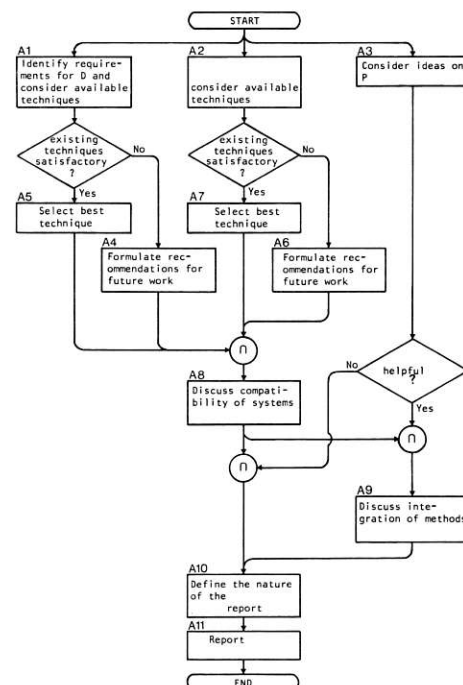 START
A1
Identify require-
ments for D and
consider available
techniques
A2
consider available
techniques
A3
Consider ideas on
P
existing
techniques
satisfactory
?
No
Yes
existing
techniques
satisfactory
?
No
Yes
A5
Select best
technique
A7
Select best
technique
A4
Formulate rec-
ommendations for
future work
A6
Formulate rec-
ommendations for
future work
∩
No
helpful
?
Yes
A8
Discuss compati-
bility of systems
∩
∩
A9
Discuss inte-
gration of methods
A10
Define the nature
of the
report
A11
Report
END